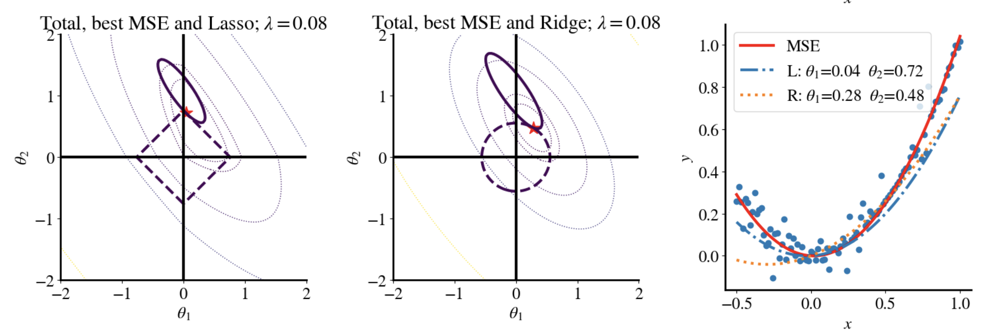 x
Total, best MSE and Lasso; λ=0.08
2
1
0
−1
−2
θ₂
−2 −1 0 1 2
θ₁
Total, best MSE and Ridge; λ=0.08
2
1
0
−1
−2
θ₂
−2 −1 0 1 2
θ₁
MSE
L: θ₁=0.04 θ₂=0.72
R: θ₁=0.28 θ₂=0.48
1.0
0.8
0.6
0.4
0.2
0.0
y
−0.5 0.0 0.5 1.0
x